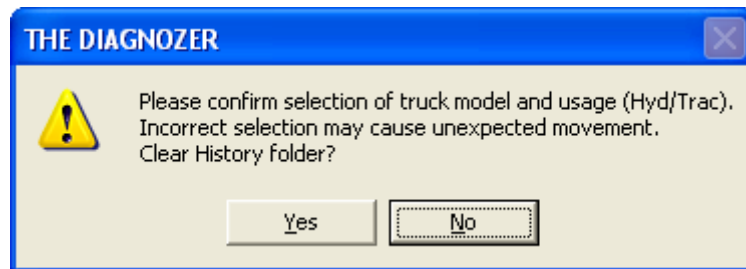 THE DIAGNOZER
Please confirm selection of truck model and usage (Hyd/Trac).
Incorrect selection may cause unexpected movement.
Clear History folder?
Yes
No